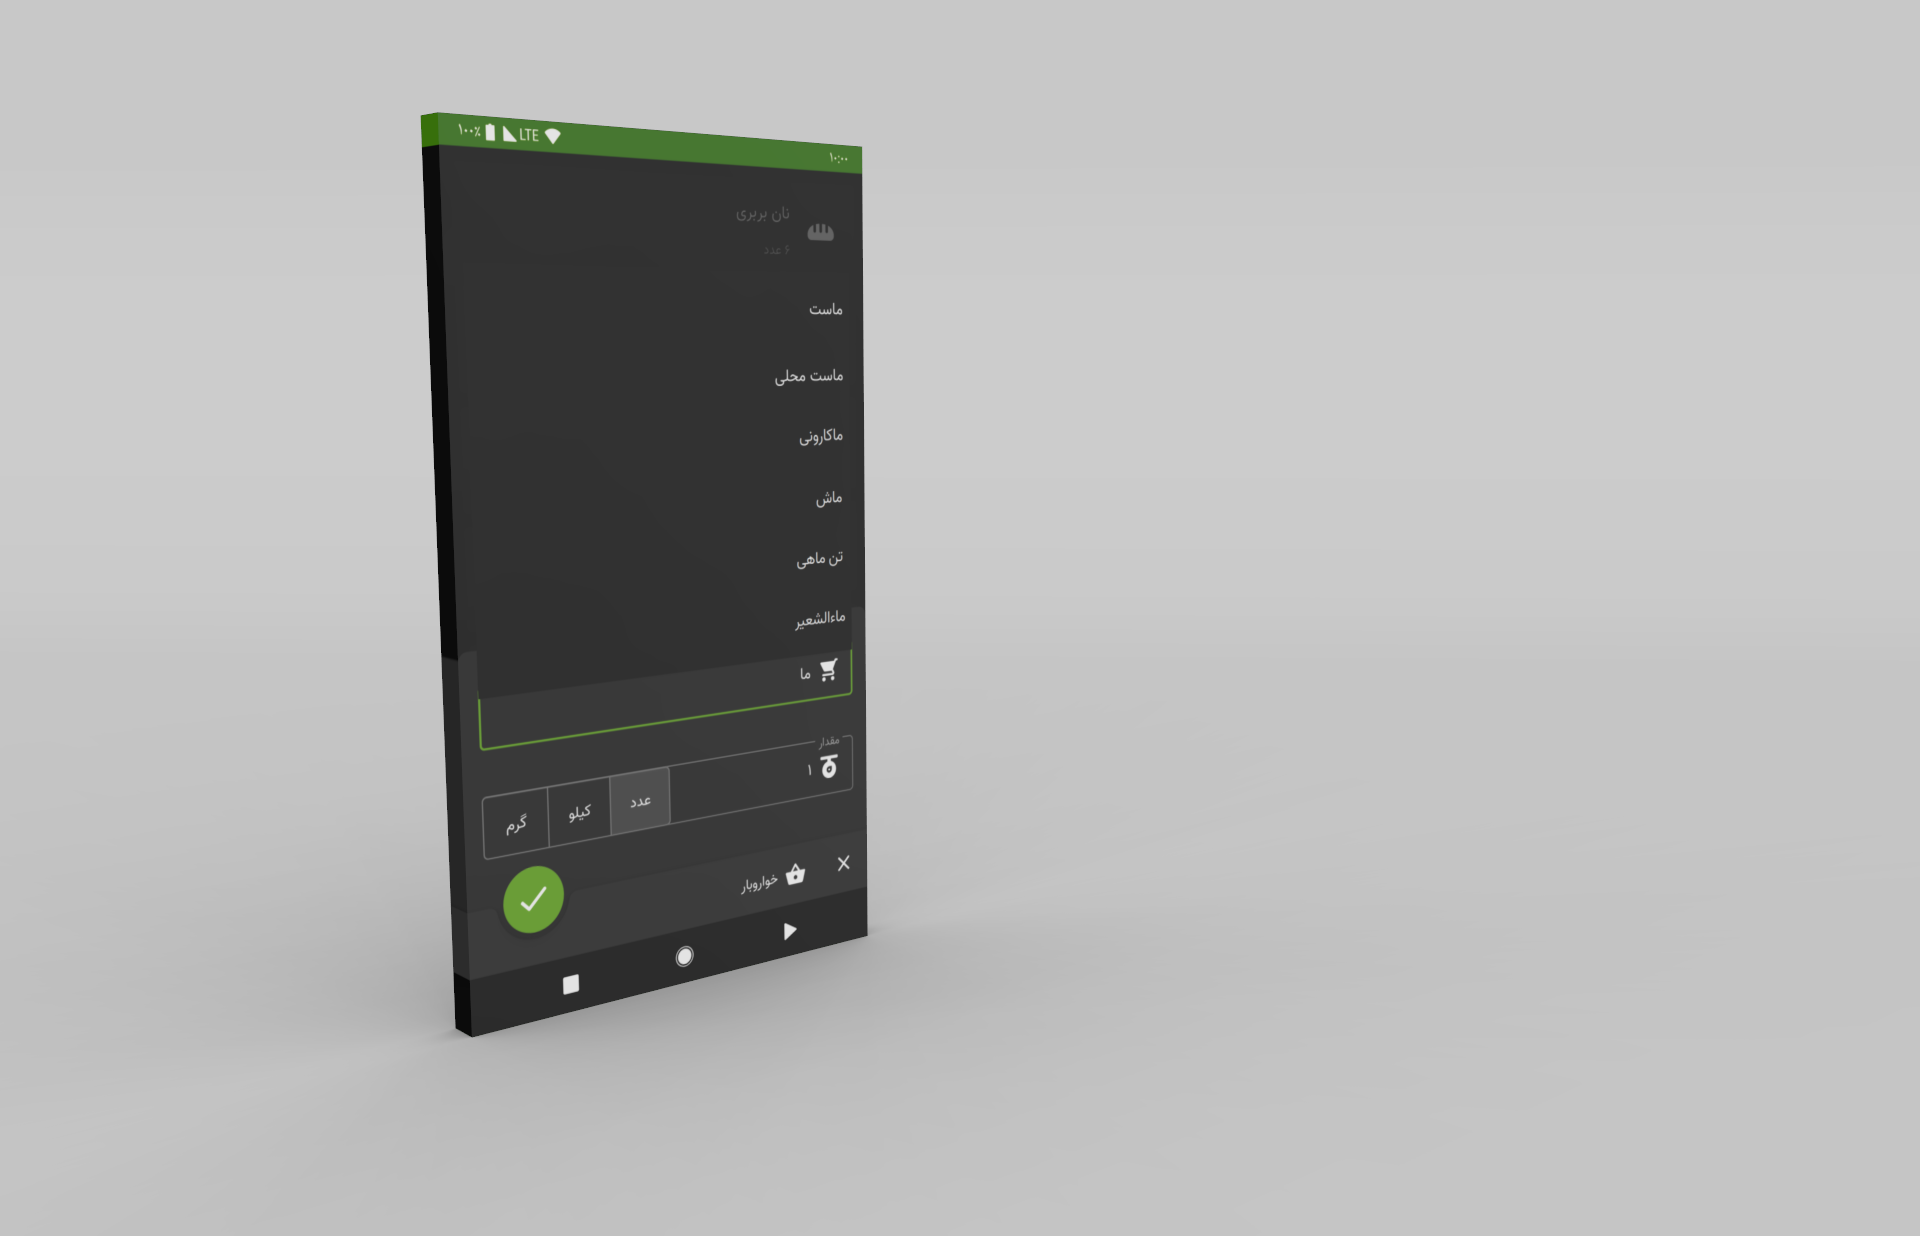 ۱۰:۰۰
LTE ۱۰۰٪
نان بربری
۶ عدد
ماست
ماست محلی
ماکارونی
ماش
تن ماهی
ماءالشعیر
ما
مقدار
۱
عدد
کیلو
گرم
خواروبار